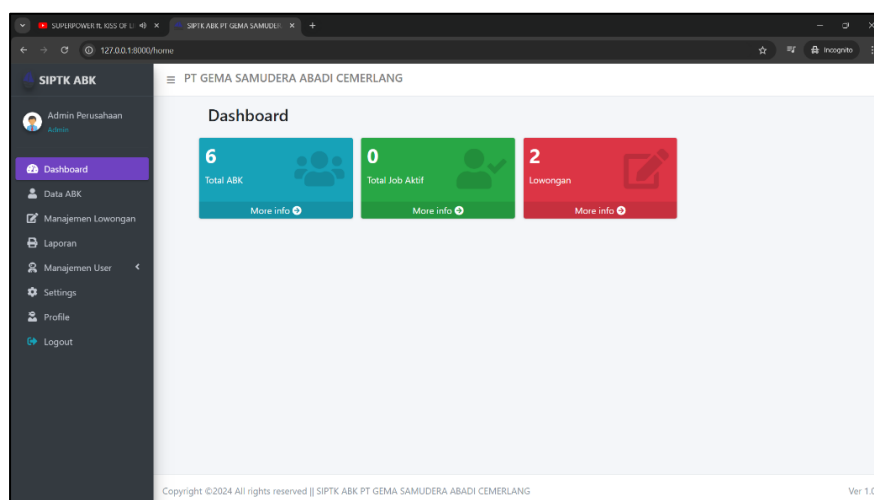 SUPERPOWER ft. KISS OF LI
SIPTK ABK PT GEMA SAMUDER
127.0.0.1:8000/home
Incognito
SIPTK ABK
PT GEMA SAMUDERA ABADI CEMERLANG
Admin Perusahaan
Admin
Dashboard
Data ABK
Manajemen Lowongan
Laporan
Manajemen User
Settings
Profile
Logout
Dashboard
6
Total ABK
More info
0
Total Job Aktif
More info
2
Lowongan
More info
Copyright ©2024 All rights reserved || SIPTK ABK PT GEMA SAMUDERA ABADI CEMERLANG
Ver 1.0